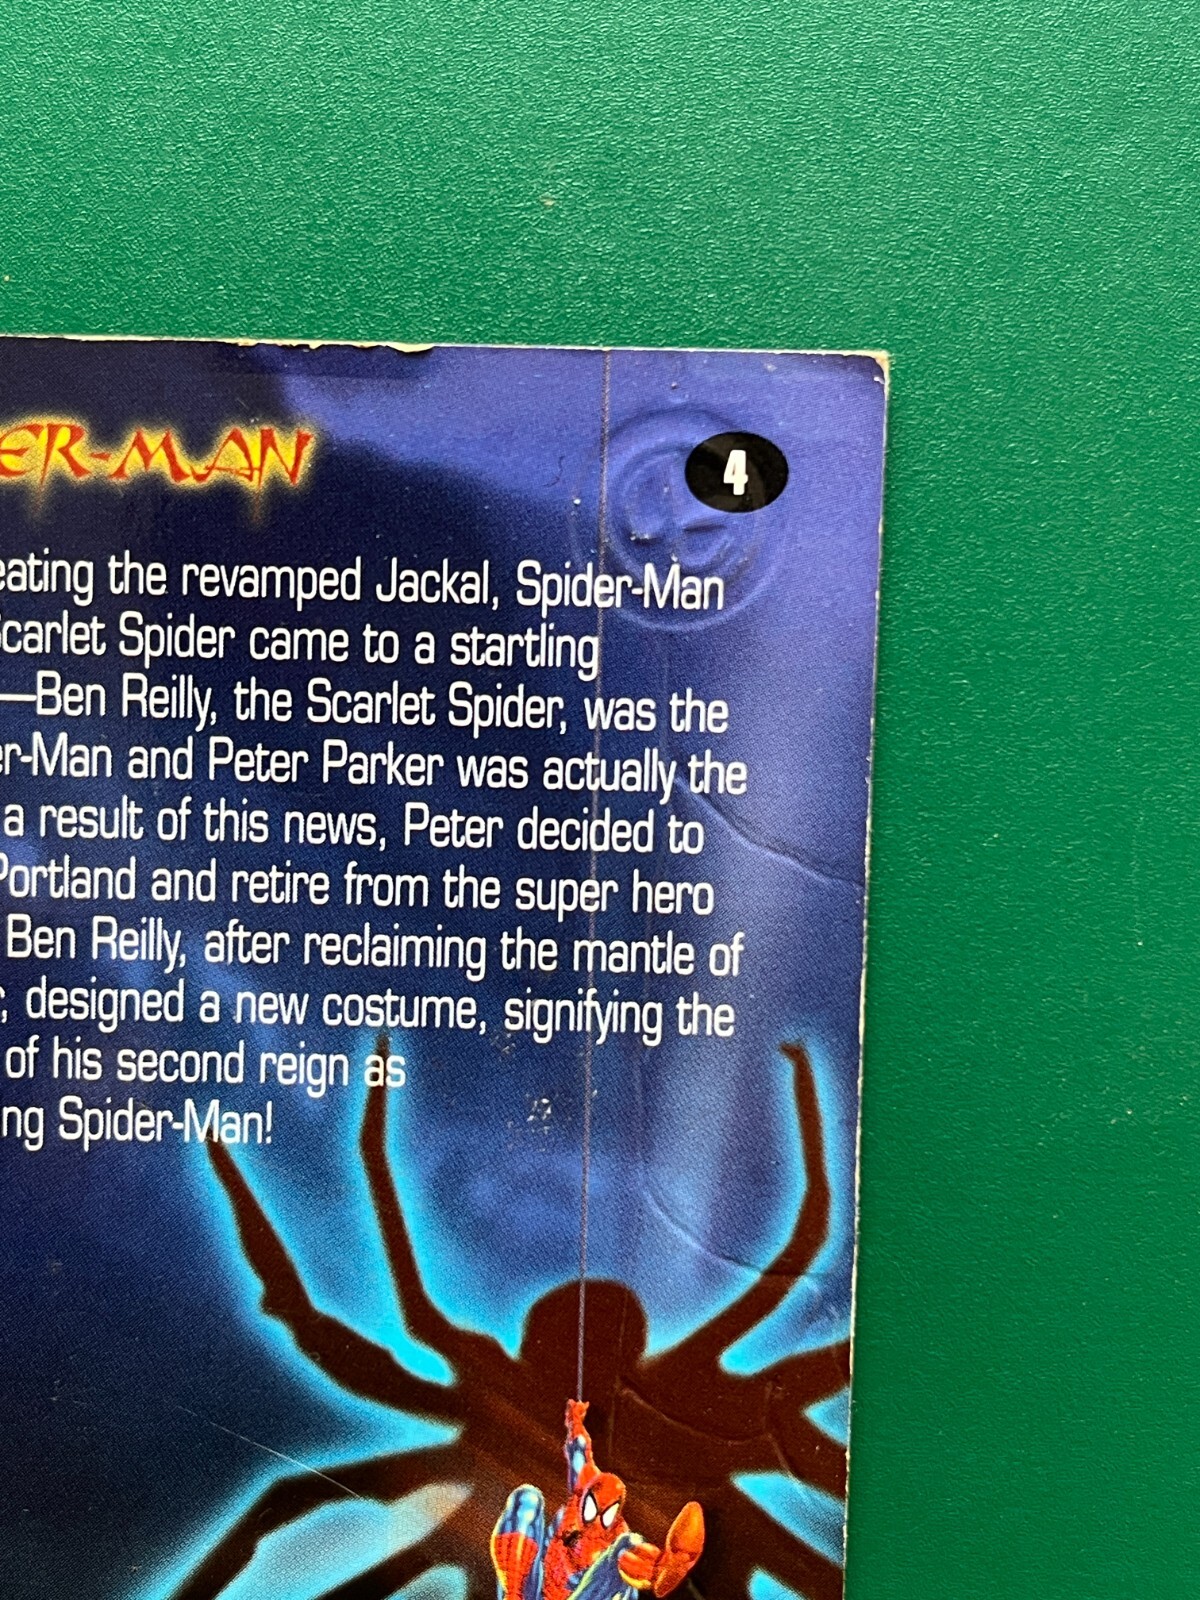 ER-MAN
4
eating the revamped Jackal, Spider-Man
Scarlet Spider came to a startling
—Ben Reilly, the Scarlet Spider, was the
er-Man and Peter Parker was actually the
a result of this news, Peter decided to
Portland and retire from the super hero
Ben Reilly, after reclaiming the mantle of
, designed a new costume, signifying the
of his second reign as
ng Spider-Man!